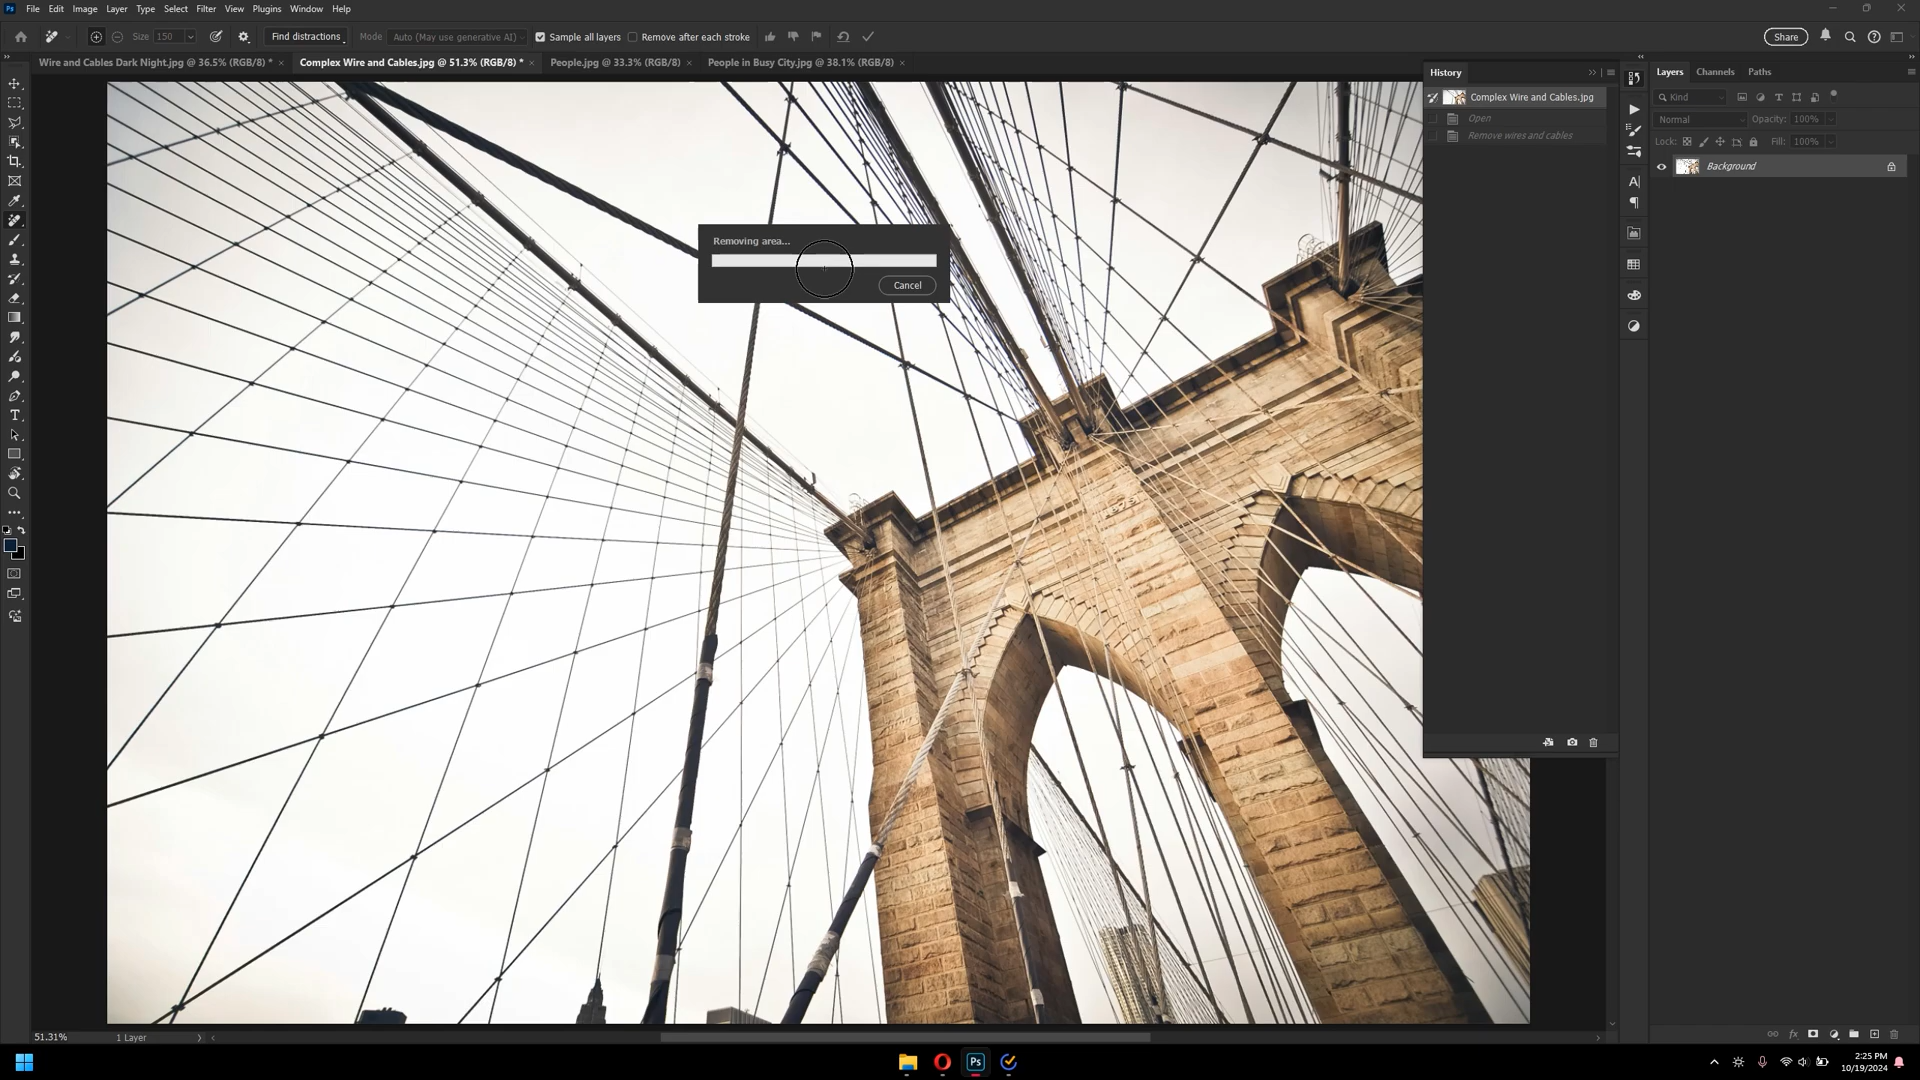 Ps File Edit Image Layer Type Select Filter View Plugins Window Help
Size 150 Find distractions Mode Auto (May use generative AI) Sample all layers Remove after each stroke Share
Wire and Cables Dark Night.jpg @ 36.5% (RGB/8) * × Complex Wire and Cables.jpg @ 51.3% (RGB/8) * × People.jpg @ 33.3% (RGB/8) × People in Busy City.jpg @ 38.1% (RGB/8) ×
History
Complex Wire and Cables.jpg
Open
Remove wires and cables
Layers Channels Paths
Kind
Normal Opacity: 100%
Lock: Fill: 100%
Background
Removing area...
Cancel
51.31% 1 Layer
Ps
2:25 PM
10/19/2024